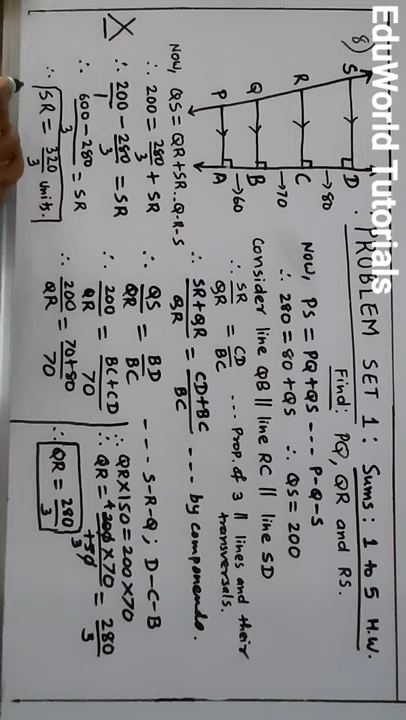 EduWorld Tutorials
PROBLEM SET 1: Sums: 1 to 5 H.W.
8)
Find: PQ, QR and RS.
S
D
R
C
Q
B
P
A
→80
→70
→60
Now, PS = PQ + QS --- P-Q-S
∴ 280 = 80 + QS ∴ QS = 200
Consider line QB || line RC || line SD
∴ SR/QR = CD/BC --- Prop. of 3 || lines and their transversals.
∴ SR+QR/QR = CD+BC/BC --- by componendo.
∴ QS/QR = BD/BC --- S-R-Q; D-C-B
∴ 200/QR = BC+CD/70
∴ 200/QR = 70+80/70
∴ QR×150 = 200×70
∴ QR = 200×70/150 = 280/3
∴ QR = 280/3
Now, QS = QR + SR.. Q-R-S
∴ 200 = 280/3 + SR
∴ 200/1 - 280/3 = SR
∴ 600-280/3 = SR
∴ SR = 320/3 units.